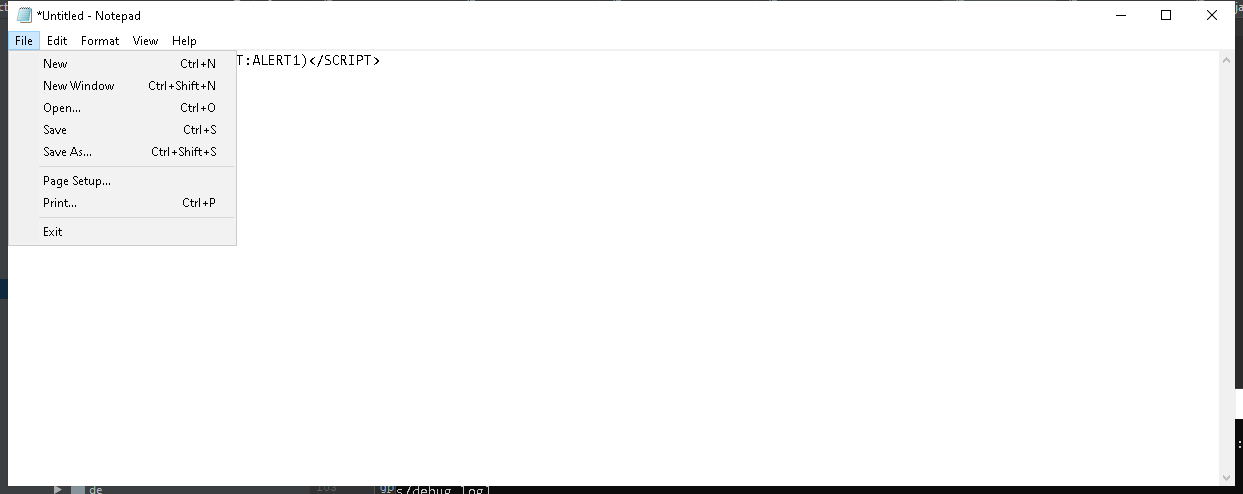 *Untitled - Notepad
File Edit Format View Help
T:ALERT1)</SCRIPT>
New Ctrl+N
New Window Ctrl+Shift+N
Open... Ctrl+O
Save Ctrl+S
Save As... Ctrl+Shift+S
Page Setup...
Print... Ctrl+P
Exit
de
103
s/debug.log]